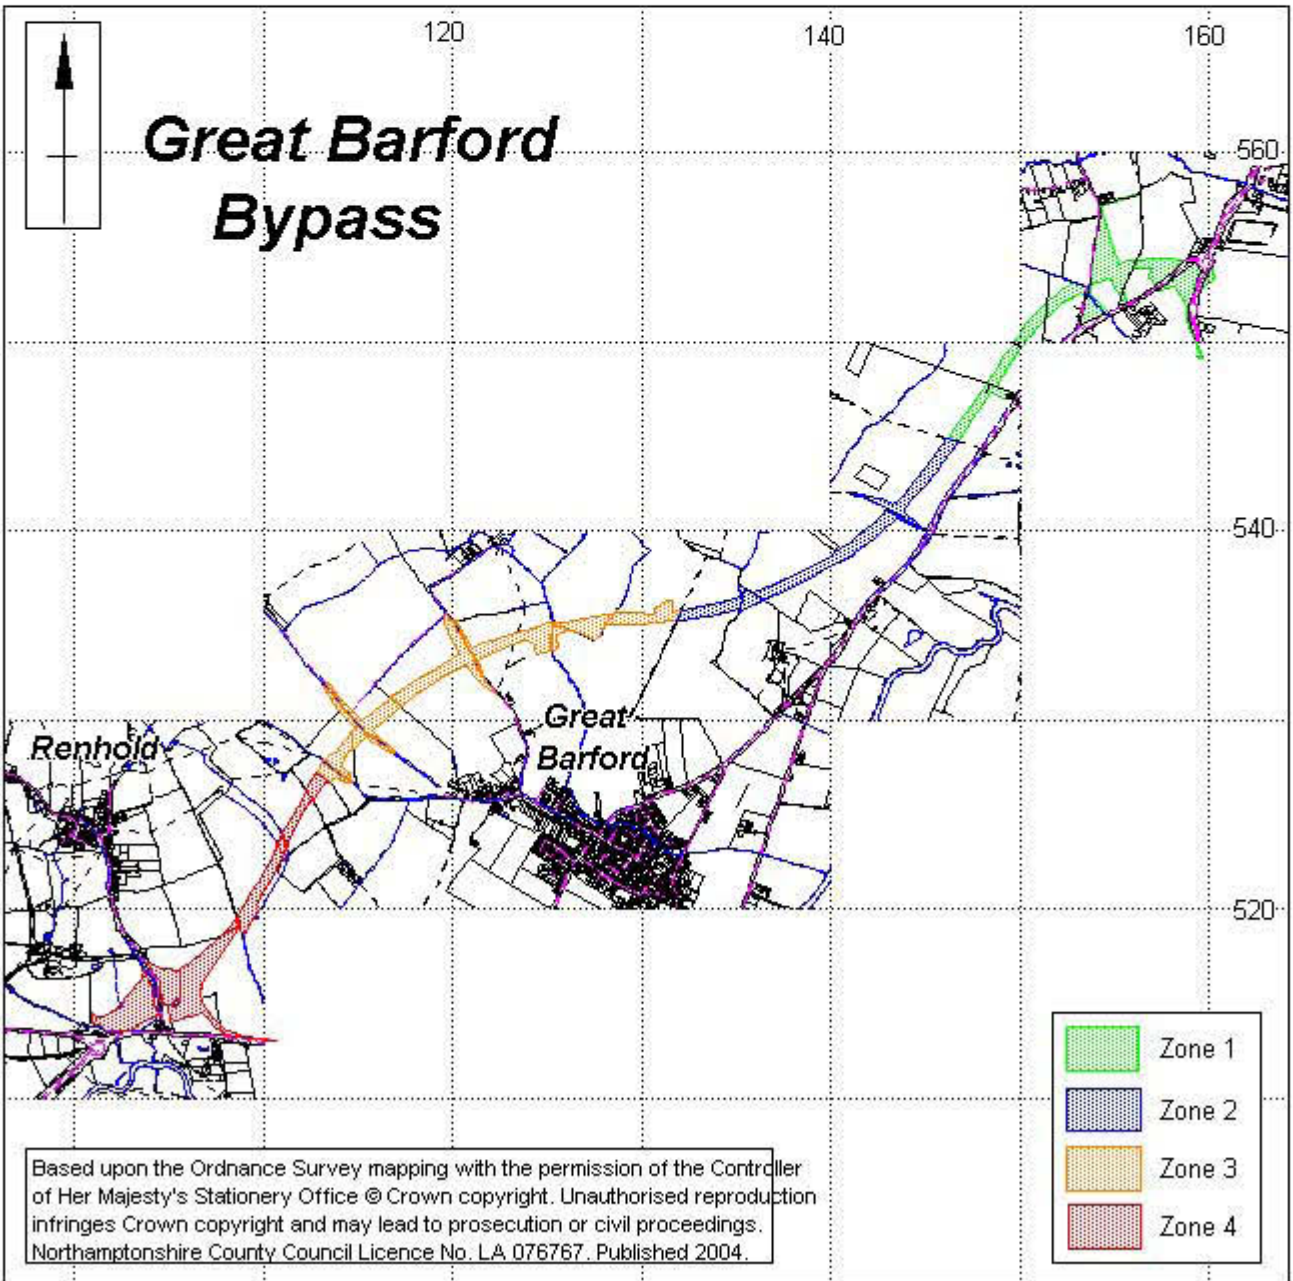 120
140
160
Great Barford
Bypass
560
540
Great
Barford
Renhold
520
Zone 1
Zone 2
Zone 3
Zone 4
Based upon the Ordnance Survey mapping with the permission of the Controller
of Her Majesty's Stationery Office © Crown copyright. Unauthorised reproduction
infringes Crown copyright and may lead to prosecution or civil proceedings.
Northamptonshire County Council Licence No. LA 076767. Published 2004.